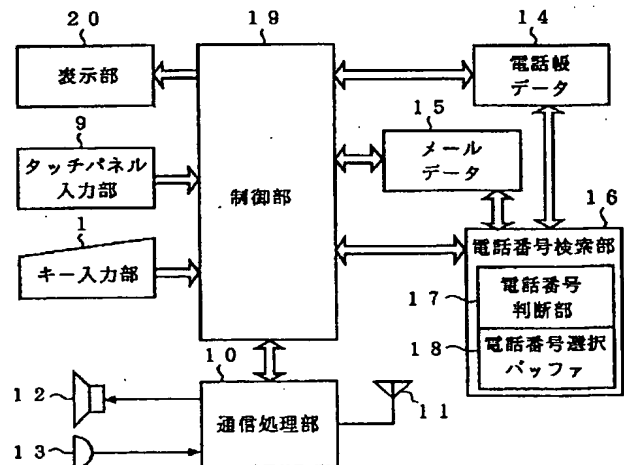 20
表示部
19
制御部
14
電話帳
データ
9
タッチパネル
入力部
15
メール
データ
1
キー入力部
16
電話番号検索部
17
電話番号
判断部
18
電話番号選択
バッファ
10
通信処理部
11
12
13